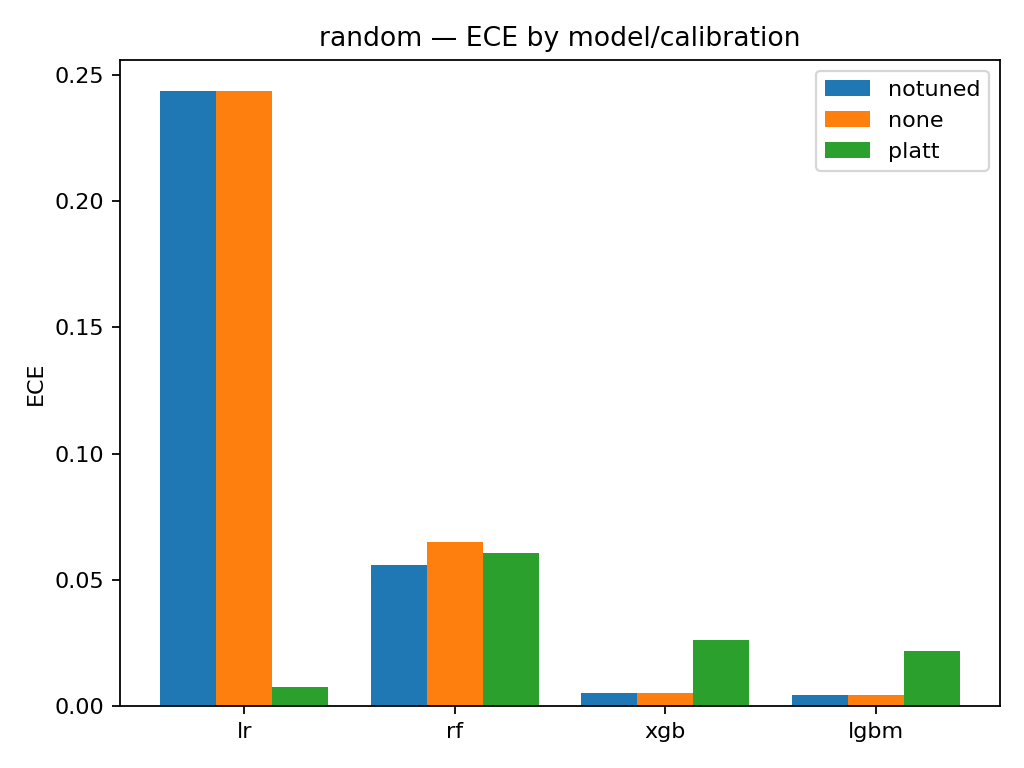 random — ECE by model/calibration
0.25
0.20
0.15
0.10
0.05
0.00
ECE
notuned
none
platt
lr
rf
xgb
lgbm